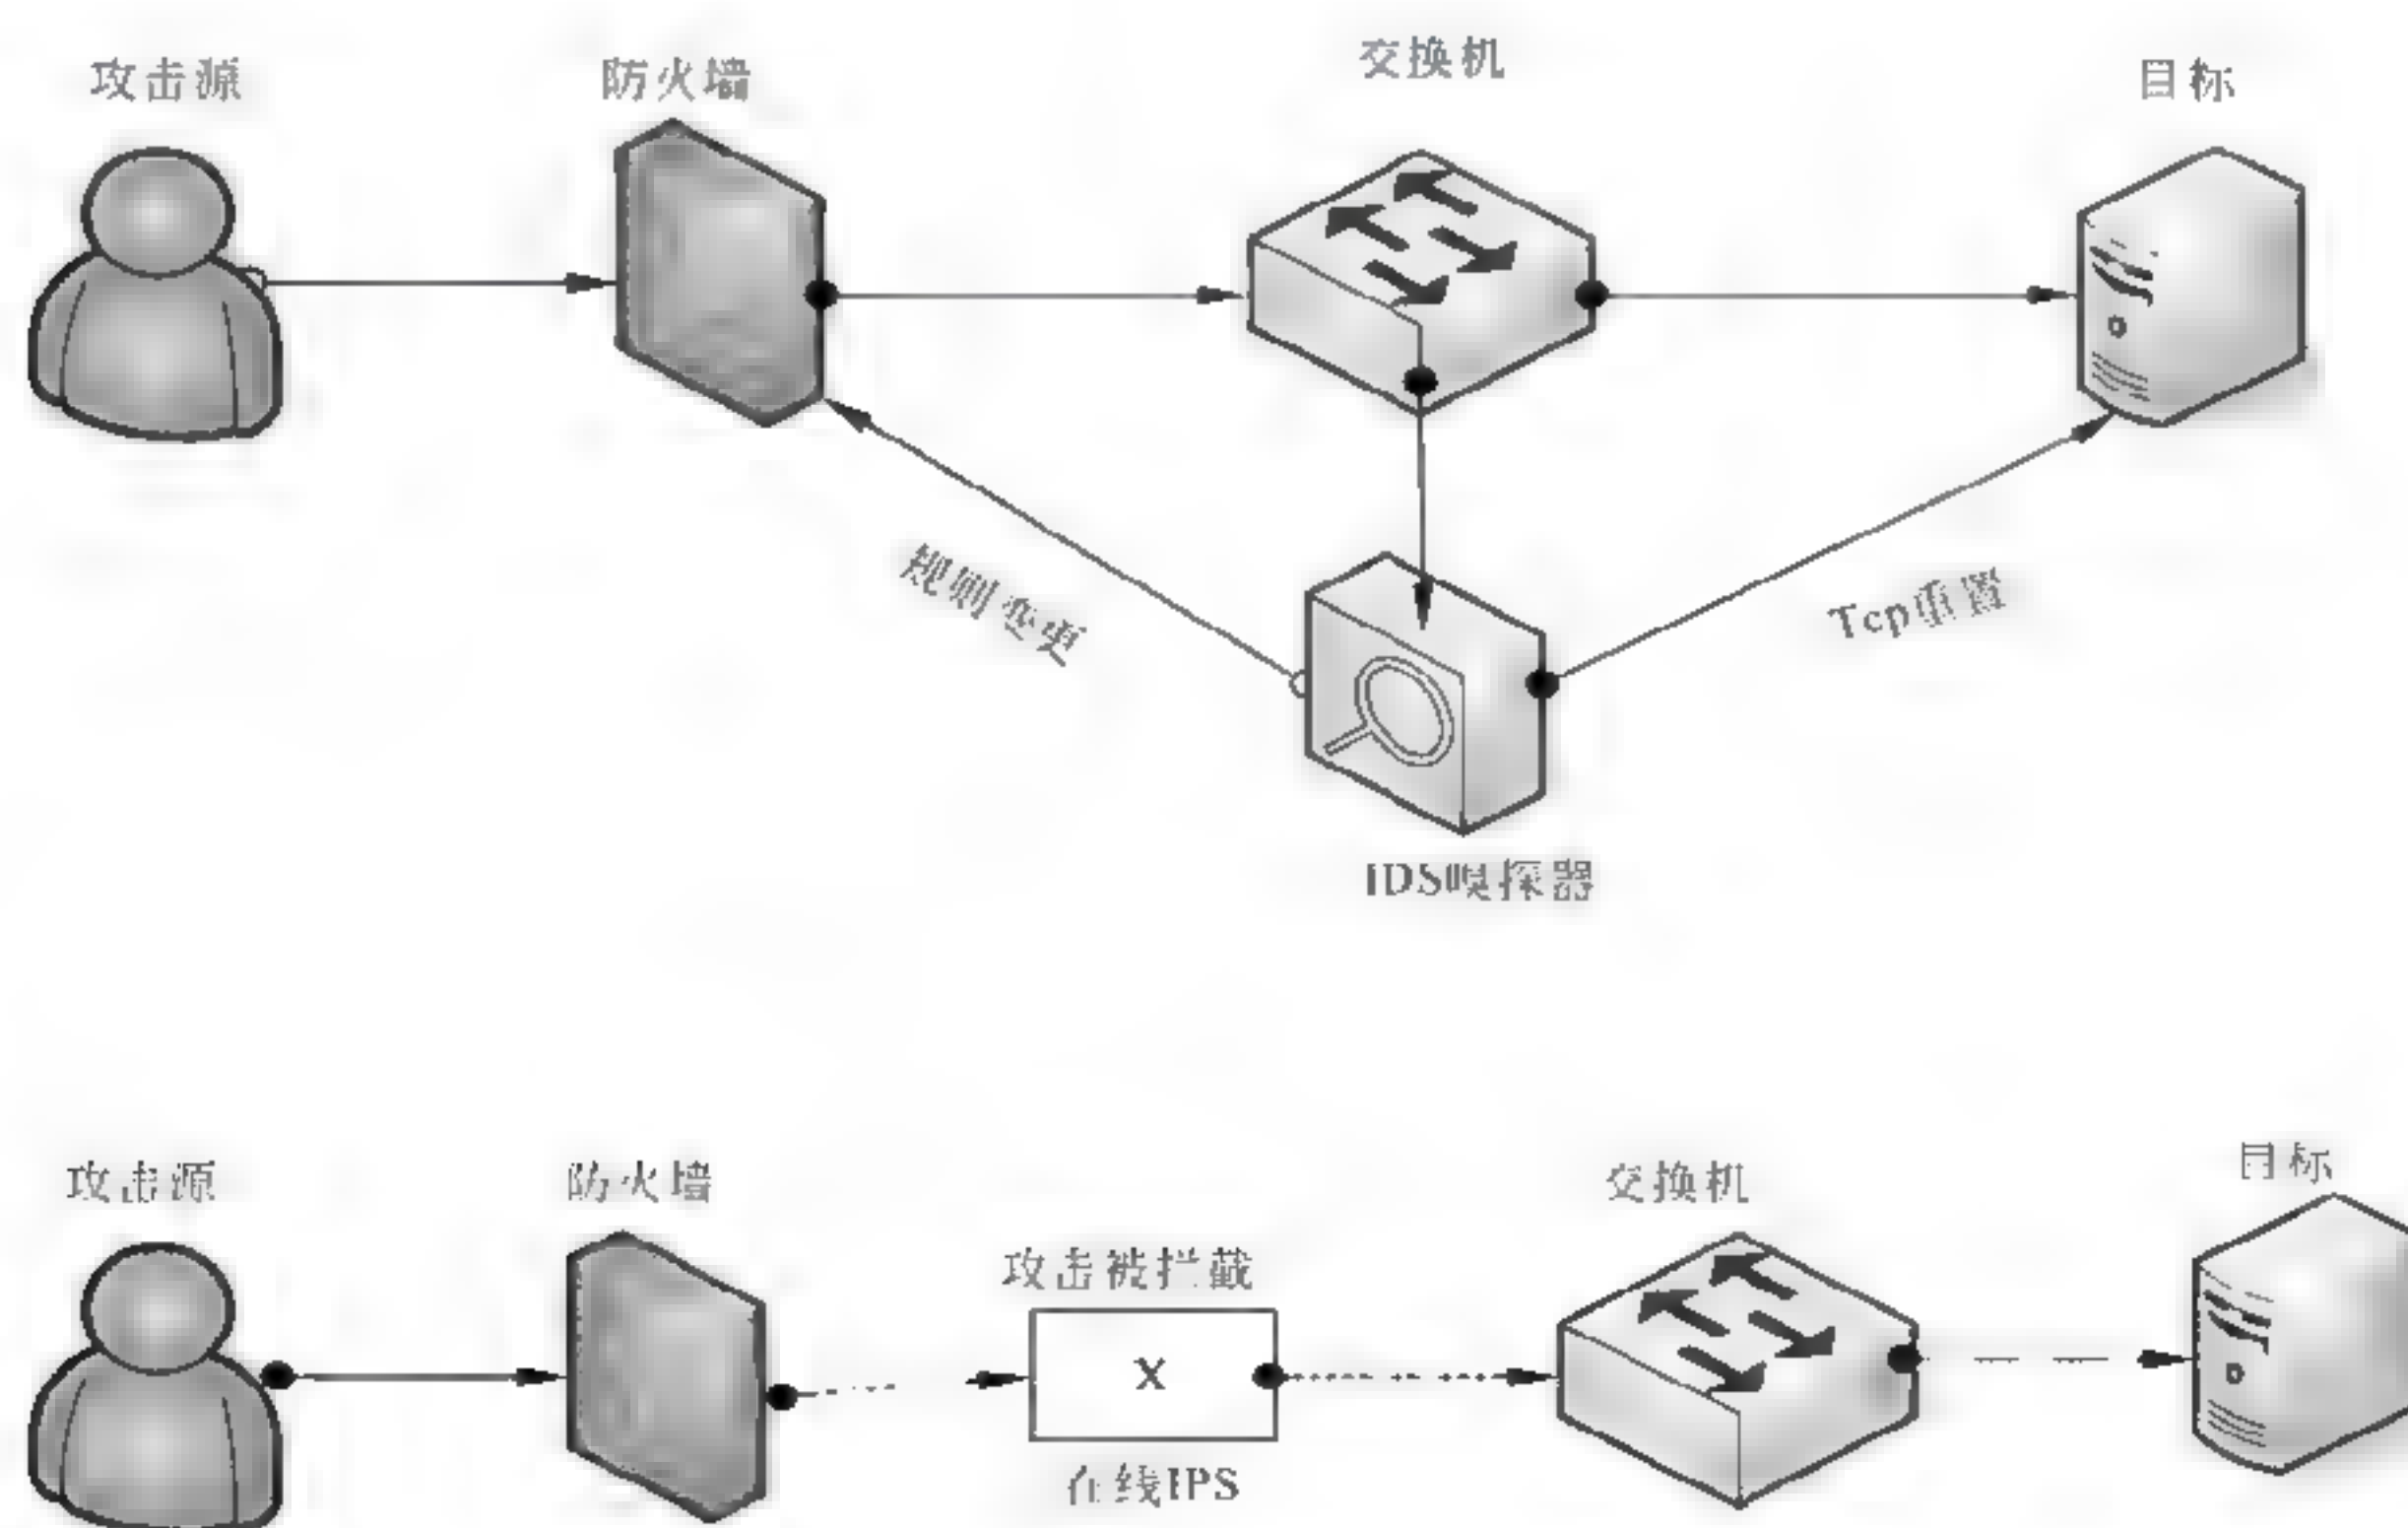 攻击源
防火墙
交换机
目标
规则变更
Tcp重置
IDS嗅探器
攻击源
防火墙
交换机
目标
攻击被拦截
X
在线IPS